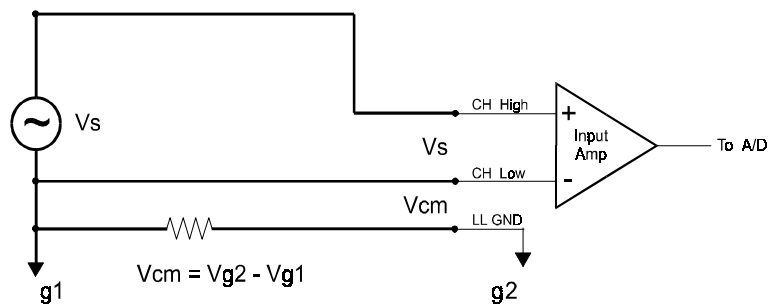 CH High
+
Vs
Input
Amp
Vs
To A/D
CH Low
-
Vcm
LL GND
Vcm = Vg2 - Vg1
g1
g2